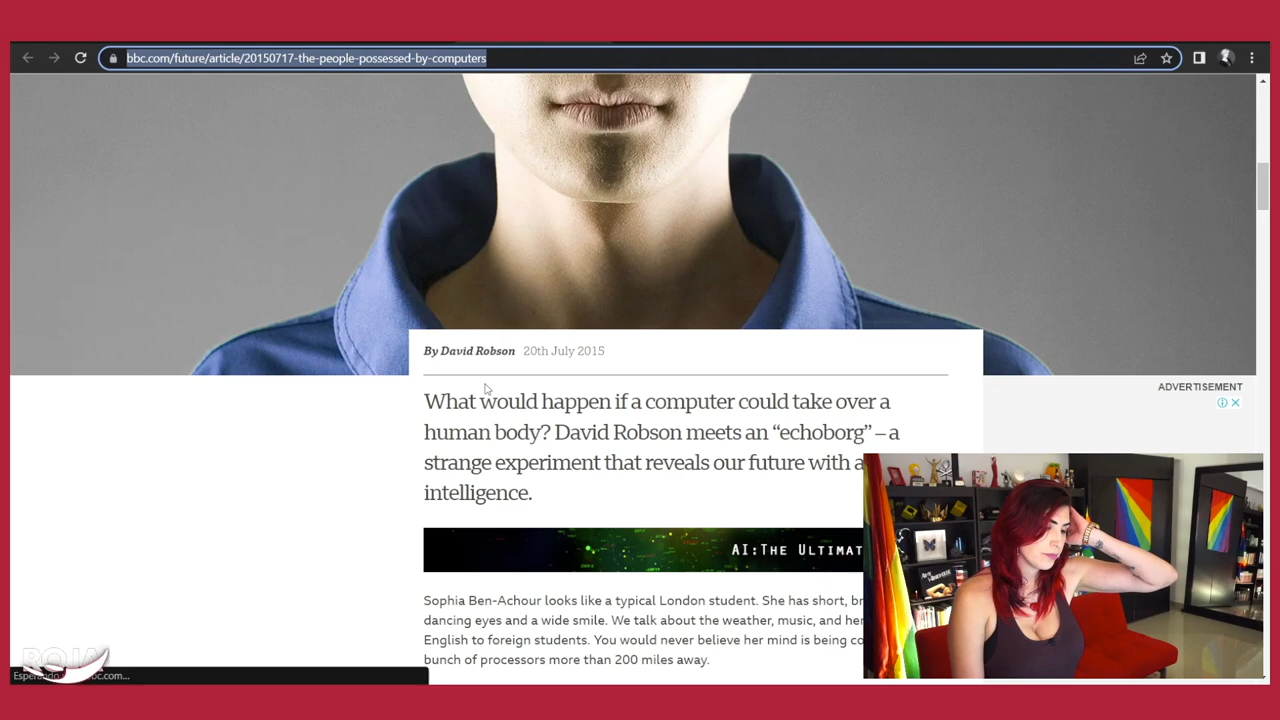 bbc.com/future/article/20150717-the-people-possessed-by-computers
By David Robson 20th July 2015
ADVERTISEMENT
What would happen if a computer could take over a
human body? David Robson meets an “echoborg” – a
strange experiment that reveals our future with a
intelligence.
AI: THE ULTIMAT
Sophia Ben-Achour looks like a typical London student. She has short, br
dancing eyes and a wide smile. We talk about the weather, music, and her
English to foreign students. You would never believe her mind is being co
bunch of processors more than 200 miles away.
ROJA
Esperando bbc.com...